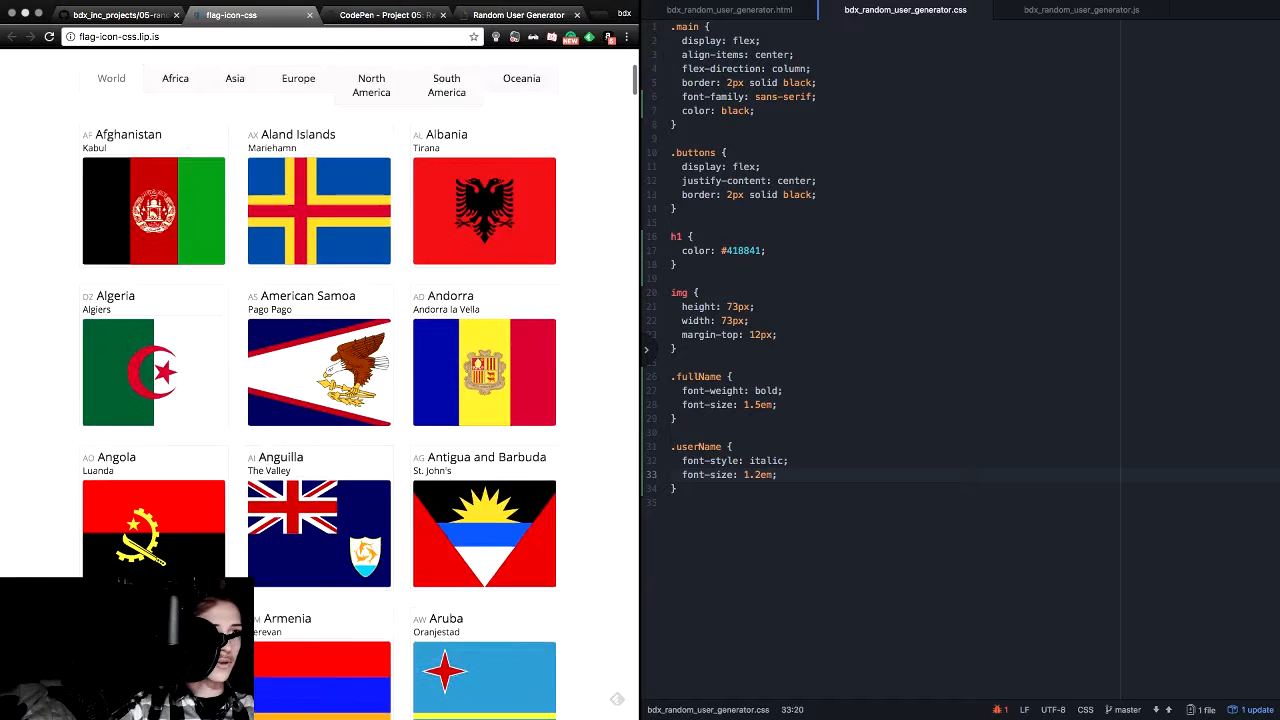 bdx_inc_projects/05-random
flag-icon-css
CodePen - Project 05: Ra
Random User Generator
bdx
flag-icon-css.lip.is
NEW
World
Africa
Asia
Europe
North
America
South
America
Oceania
AF Afghanistan
Kabul
AX Aland Islands
Mariehamn
AL Albania
Tirana
DZ Algeria
Algiers
AS American Samoa
Pago Pago
AD Andorra
Andorra la Vella
AO Angola
Luanda
AI Anguilla
The Valley
AG Antigua and Barbuda
St. John's
Armenia
AW Aruba
Oranjestad
bdx_random_user_generator.html
bdx_random_user_generator.css
bdx_random_user_generator.js
1 .main {
2 display: flex;
3 align-items: center;
4 flex-direction: column;
5 border: 2px solid black;
6 font-family: sans-serif;
7 color: black;
8 }
9
10 .buttons {
11 display: flex;
12 justify-content: center;
13 border: 2px solid black;
14 }
15
16 h1 {
17 color: #418841;
18 }
19
20 img {
21 height: 73px;
22 width: 73px;
23 margin-top: 12px;
24 }
25
26 .fullName {
27 font-weight: bold;
28 font-size: 1.5em;
29 }
30
31 .userName {
32 font-style: italic;
33 font-size: 1.2em;
34 }
35
bdx_random_user_generator.css 33:20
1 LF UTF-8 CSS master 1 file 1 update